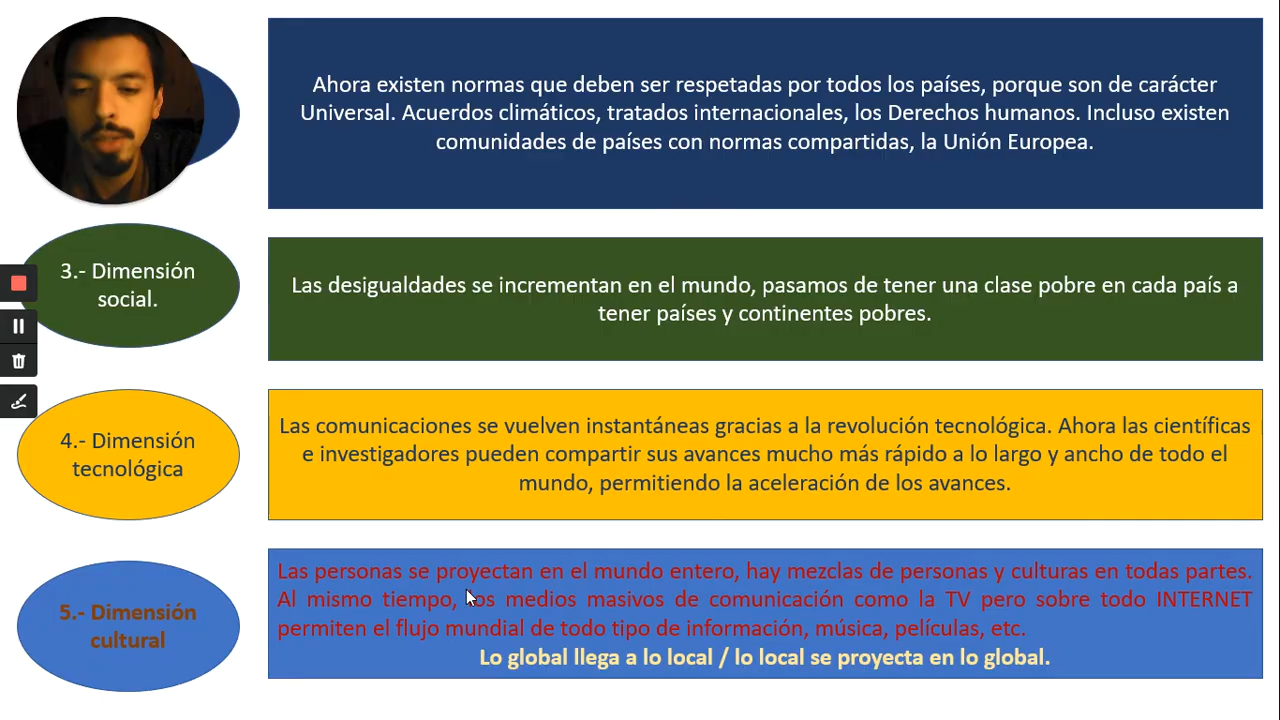 Ahora existen normas que deben ser respetadas por todos los países, porque son de carácter
Universal. Acuerdos climáticos, tratados internacionales, los Derechos humanos. Incluso existen
comunidades de países con normas compartidas, la Unión Europea.
3.- Dimensión
social.
Las desigualdades se incrementan en el mundo, pasamos de tener una clase pobre en cada país a
tener países y continentes pobres.
4.- Dimensión
tecnológica
Las comunicaciones se vuelven instantáneas gracias a la revolución tecnológica. Ahora las científicas
e investigadores pueden compartir sus avances mucho más rápido a lo largo y ancho de todo el
mundo, permitiendo la aceleración de los avances.
5.- Dimensión
cultural
Las personas se proyectan en el mundo entero, hay mezclas de personas y culturas en todas partes.
Al mismo tiempo, los medios masivos de comunicación como la TV pero sobre todo INTERNET
permiten el flujo mundial de todo tipo de información, música, películas, etc.
Lo global llega a lo local / lo local se proyecta en lo global.